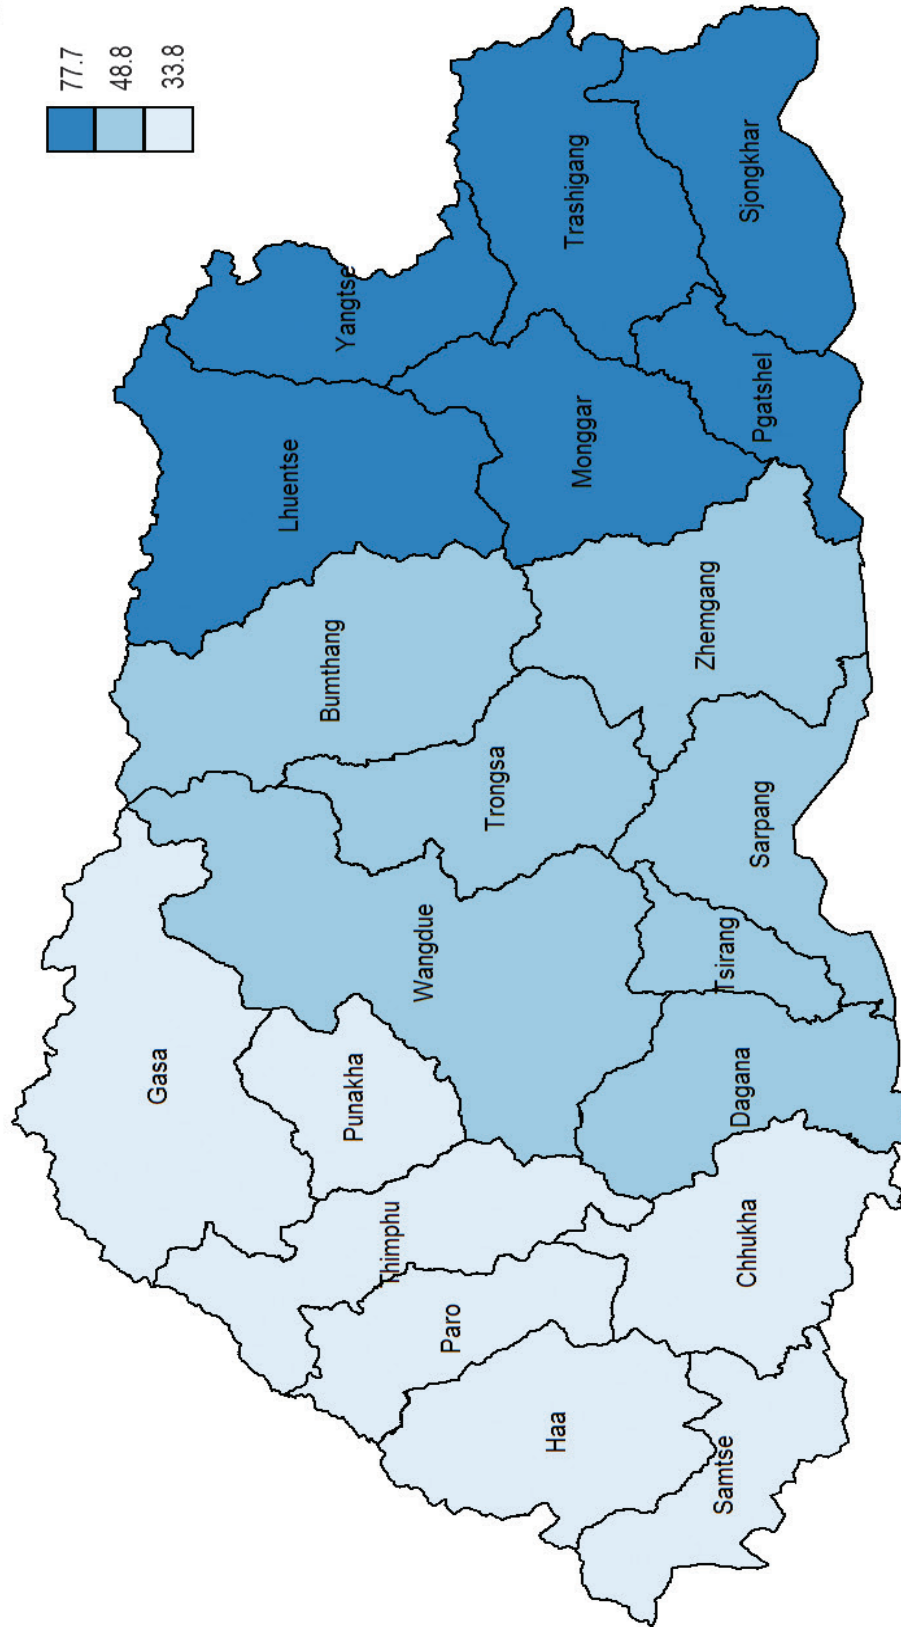 77.7
48.8
33.8
Gasa
Punakha
Thimphu
Paro
Haa
Samtse
Chhukha
Dagana
Tsirang
Wangdue
Sarpang
Trongsa
Bumthang
Zhemgang
Lhuentse
Monggar
Yangtse
Pgatshel
Trashigang
Sjongkhar